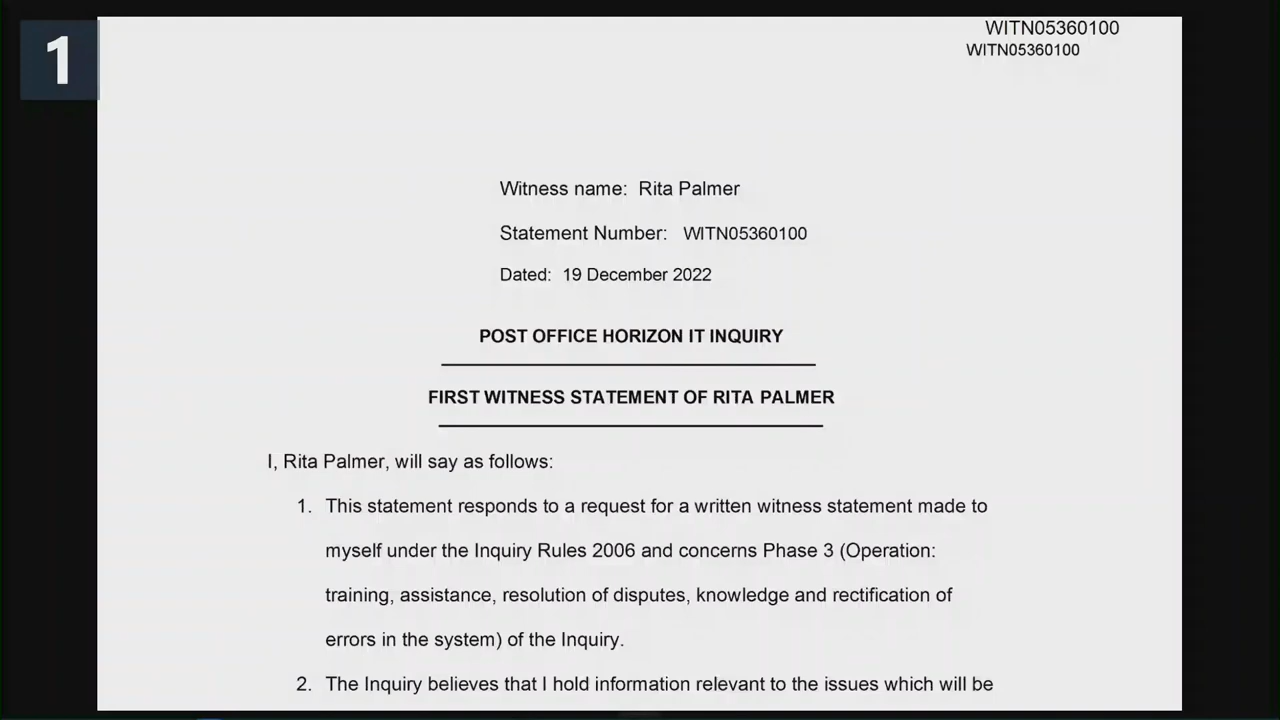 1
WITN05360100
WITN05360100
Witness name: Rita Palmer
Statement Number: WITN05360100
Dated: 19 December 2022
POST OFFICE HORIZON IT INQUIRY
FIRST WITNESS STATEMENT OF RITA PALMER
I, Rita Palmer, will say as follows:
1. This statement responds to a request for a written witness statement made to
myself under the Inquiry Rules 2006 and concerns Phase 3 (Operation:
training, assistance, resolution of disputes, knowledge and rectification of
errors in the system) of the Inquiry.
2. The Inquiry believes that I hold information relevant to the issues which will be